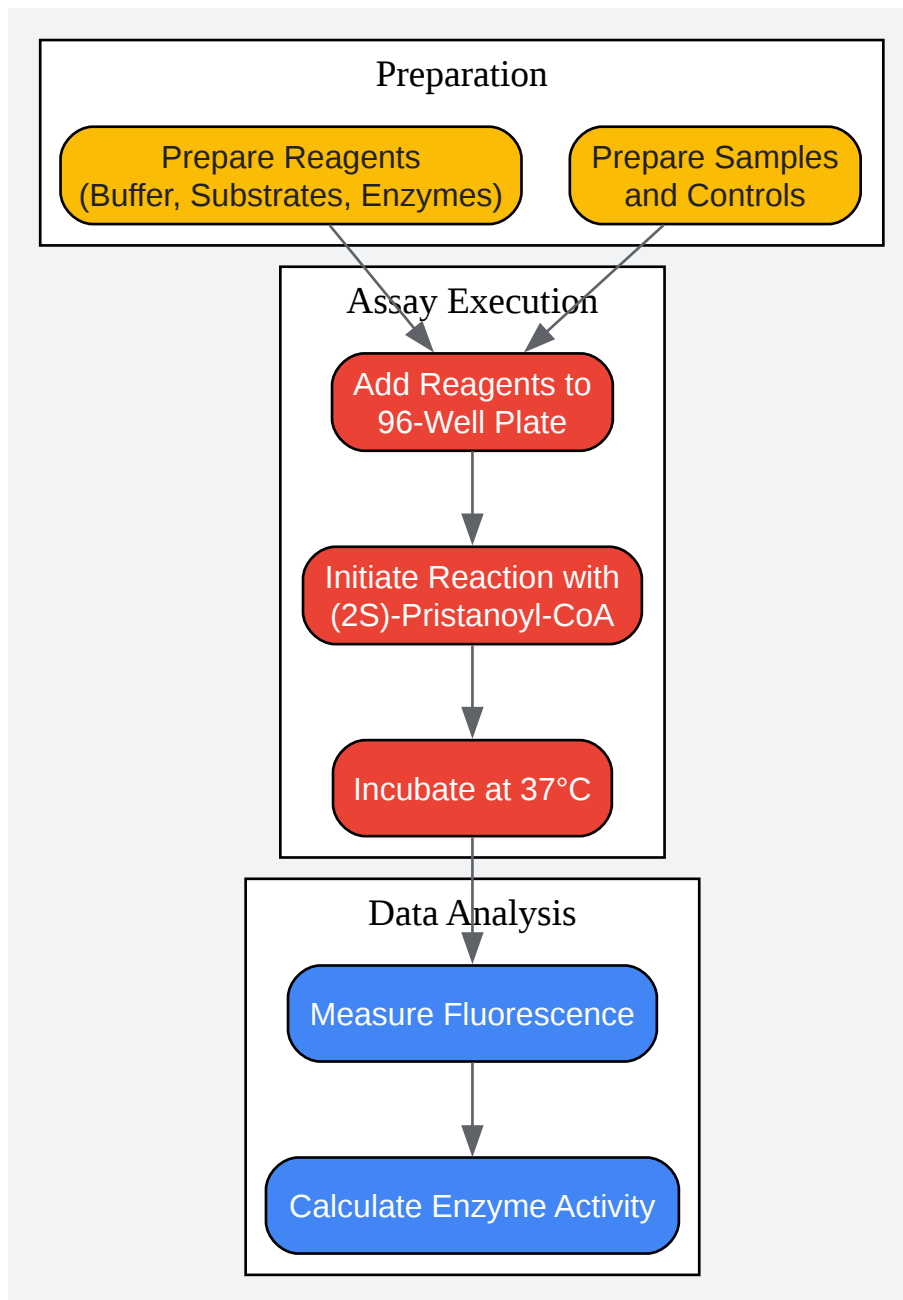 Preparation
Prepare Reagents
(Buffer, Substrates, Enzymes)
Prepare Samples
and Controls
Assay Execution
Add Reagents to
96-Well Plate
Initiate Reaction with
(2S)-Pristanoyl-CoA
Incubate at 37°C
Data Analysis
Measure Fluorescence
Calculate Enzyme Activity